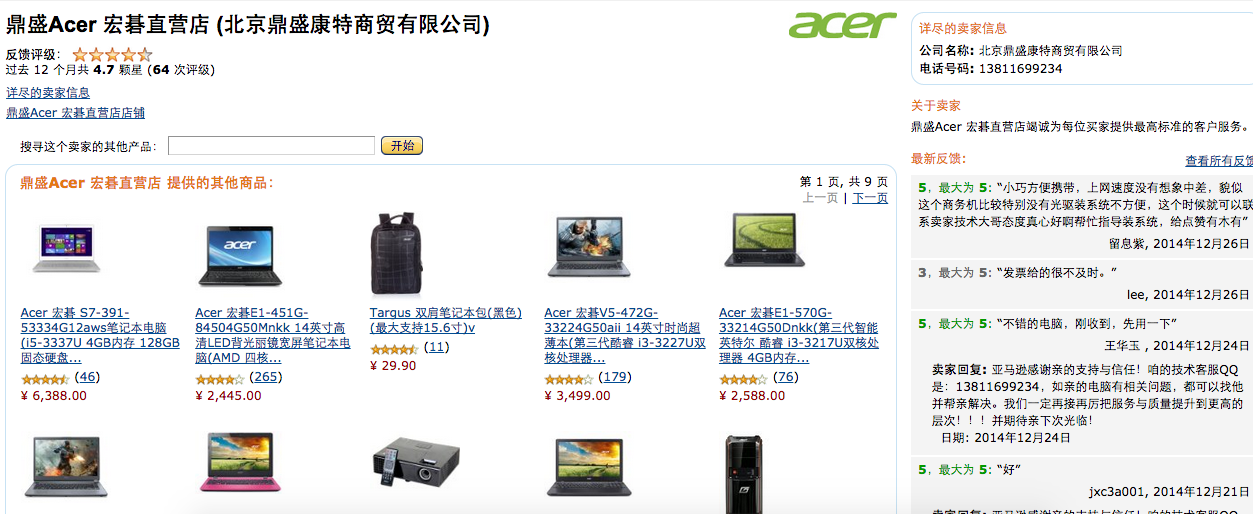 鼎盛Acer 宏碁直营店 (北京鼎盛康特商贸有限公司)
反馈评级：
过去 12 个月共 4.7 颗星 (64 次评级)
详尽的卖家信息
鼎盛Acer 宏碁直营店店铺
搜寻这个卖家的其他产品：
开始
acer
鼎盛Acer 宏碁直营店 提供的其他商品：
第 1 页, 共 9 页
上一页 | 下一页
acer
Acer 宏碁 S7-391-
53334G12aws笔记本电脑
(i5-3337U 4GB内存 128GB
固态硬盘...
(46)
¥ 6,388.00
Acer 宏碁E1-451G-
84504G50Mnkk 14英寸高
清LED背光丽镜宽屏笔记本电
脑(AMD 四核...
(265)
¥ 2,445.00
Targus 双肩笔记本包(黑色)
(最大支持15.6寸)v
(11)
¥ 29.90
Acer 宏碁V5-472G-
33224G50aii 14英寸时尚超
薄本(第三代酷睿 i3-3227U双
核处理器...
(179)
¥ 3,499.00
Acer 宏碁E1-570G-
33214G50Dnkk(第三代智能
英特尔 酷睿 i3-3217U双核处
理器 4GB内存...
(76)
¥ 2,588.00
详尽的卖家信息
公司名称: 北京鼎盛康特商贸有限公司
电话号码: 13811699234
关于卖家
鼎盛Acer 宏碁直营店竭诚为每位买家提供最高标准的客户服务。
最新反馈：
查看所有反馈
5，最大为 5: “小巧方便携带，上网速度没有想象中差，貌似
这个商务机比较特别没有光驱装系统不方便，这个时候就可以联
系卖家技术大哥态度真心好啊帮忙指导装系统，给点赞有木有”
留息紫, 2014年12月26日
3，最大为 5: “发票给的很不及时。”
lee, 2014年12月26日
5，最大为 5: “不错的电脑，刚收到，先用一下”
王华玉 , 2014年12月24日
卖家回复: 亚马逊感谢亲的支持与信任！咱的技术客服QQ
是：13811699234，如亲的电脑有相关问题，都可以找他
并帮亲解决。我们一定再接再厉把服务与质量提升到更高的
层次！！！并期待亲下次光临！
日期: 2014年12月24日
5，最大为 5: “好”
jxc3a001, 2014年12月21日
卖家回复: 亚马逊感谢亲的支持与信任！咱的技术客服QQ